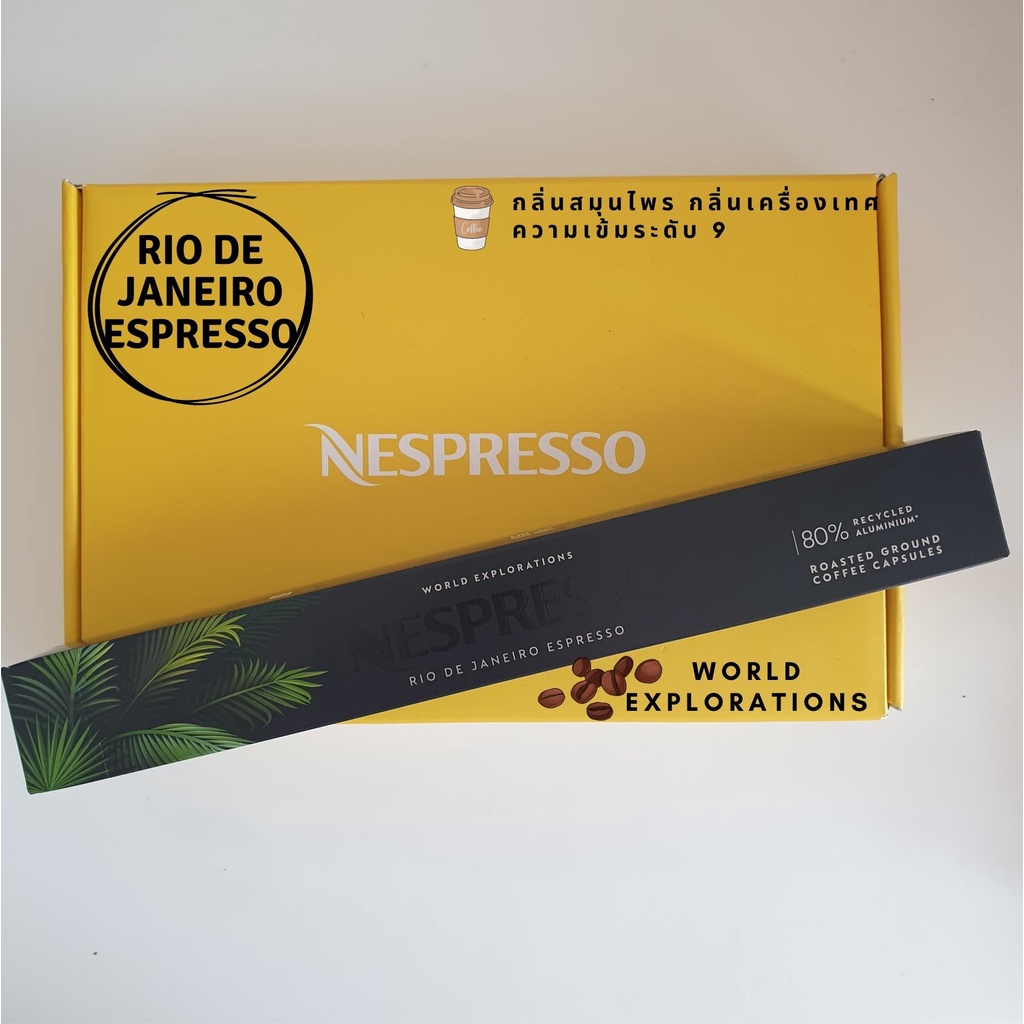 RIO DE
JANEIRO
ESPRESSO
Coffee
กลิ่นสมุนไพร กลิ่นเครื่องเทศ
ความเข้มระดับ 9
NESPRESSO
WORLD EXPLORATIONS
NESPRESSO
RIO DE JANEIRO ESPRESSO
80% RECYCLED
ALUMINIUM*
ROASTED GROUND
COFFEE CAPSULES
WORLD
EXPLORATIONS